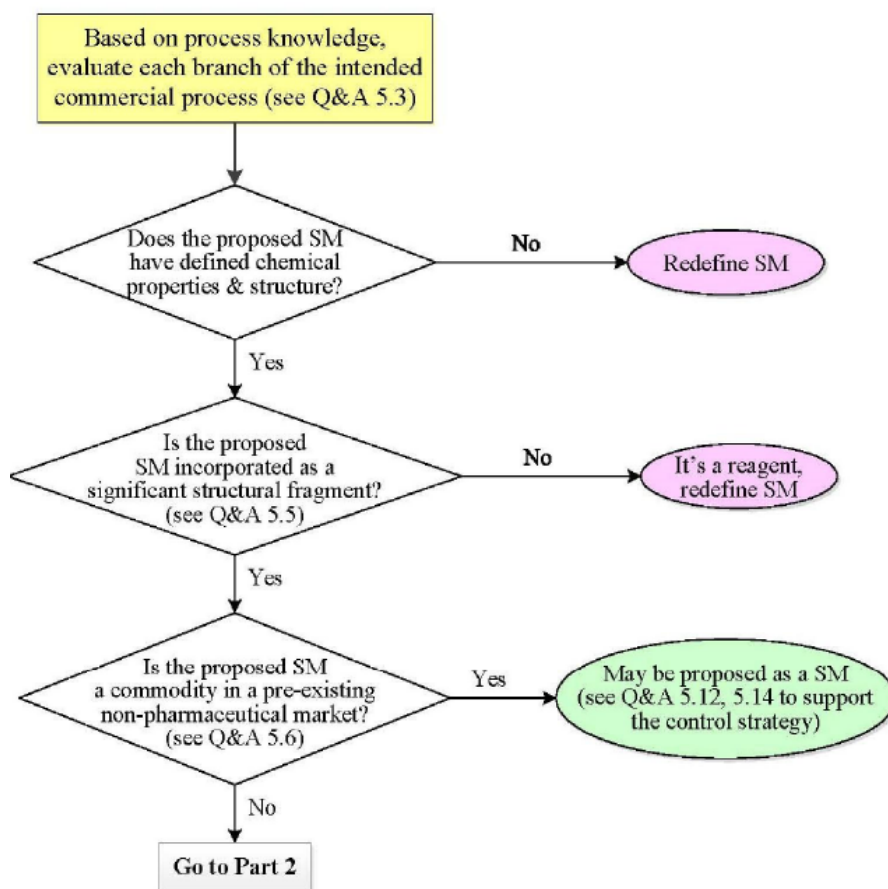 Based on process knowledge,
evaluate each branch of the intended
commercial process (see Q&A 5.3)
Does the proposed SM
have defined chemical
properties & structure?
No
Redefine SM
Yes
Is the proposed
SM incorporated as a
significant structural fragment?
(see Q&A 5.5)
No
It's a reagent,
redefine SM
Yes
Is the proposed SM
a commodity in a pre-existing
non-pharmaceutical market?
(see Q&A 5.6)
Yes
May be proposed as a SM
(see Q&A 5.12, 5.14 to support
the control strategy)
No
Go to Part 2